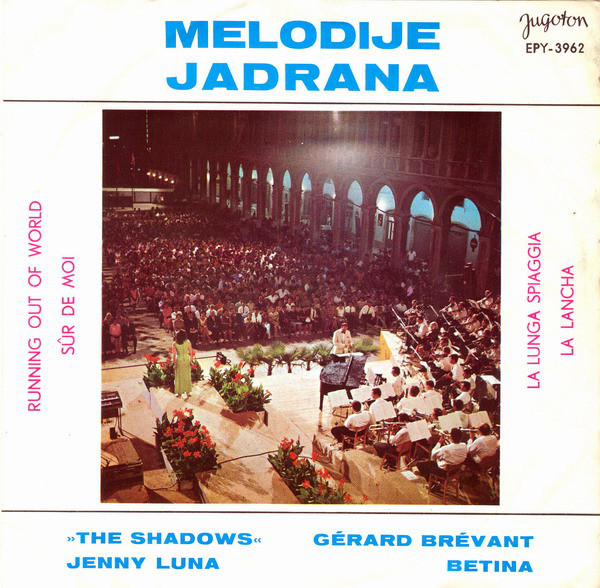 MELODIJE
JADRANA
Jugoton
EPY-3962
RUNNING OUT OF WORLD
SÛR DE MOI
LA LUNGA SPIAGGIA
LA LANCHA
»THE SHADOWS«
GÉRARD BRÉVANT
JENNY LUNA
BETINA